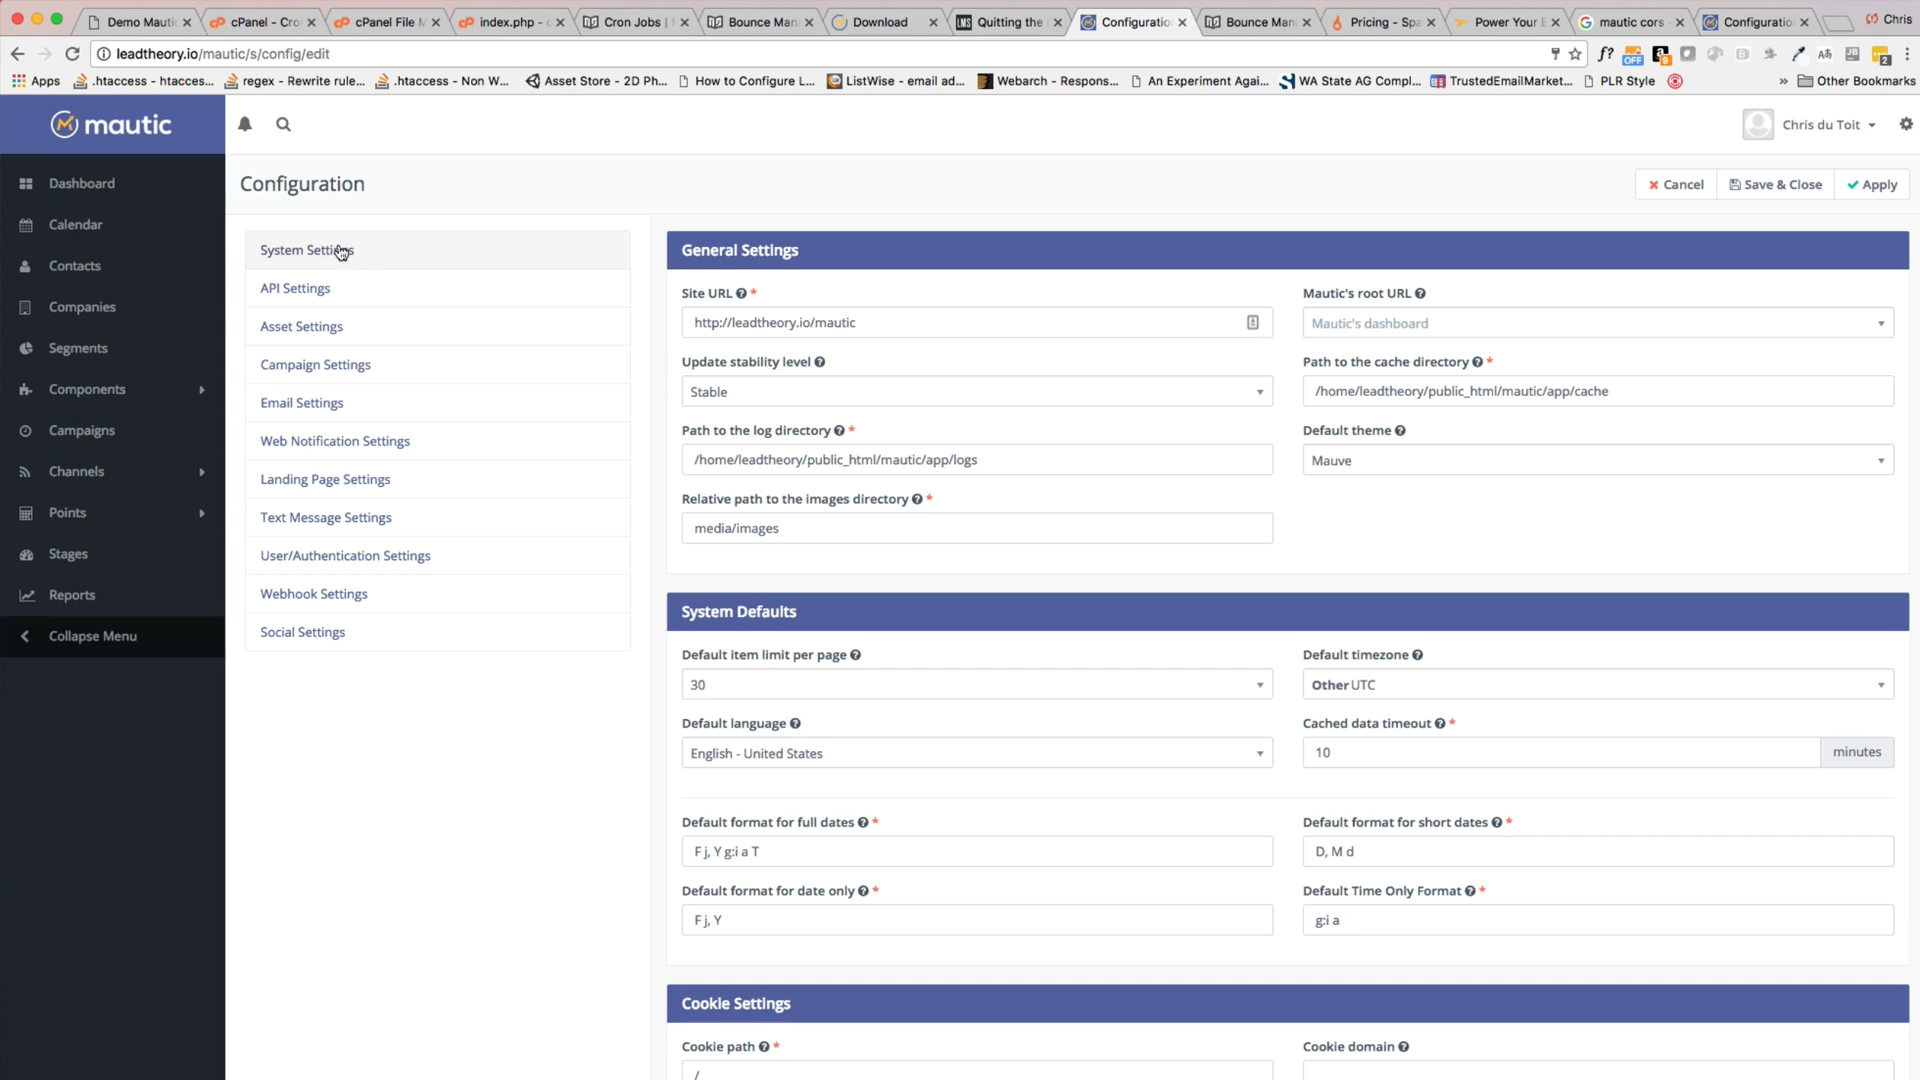 Demo Mautic
cPanel - Cro
cPanel File M
index.php - c
Cron Jobs | M
Bounce Man
Download
Quitting the
Configuratio
Bounce Man
Pricing - Spa
Power Your E
mautic cors
Configuratio
Chris
leadtheory.io/mautic/s/config/edit
Apps
.htaccess - htacces...
regex - Rewrite rule...
.htaccess - Non W...
Asset Store - 2D Ph...
How to Configure L...
ListWise - email ad...
Webarch - Respons...
An Experiment Agai...
WA State AG Compl...
TrustedEmailMarket...
PLR Style
»
Other Bookmarks
mautic
Chris du Toit
Configuration
Cancel
Save & Close
Apply
Dashboard
Calendar
Contacts
Companies
Segments
Components
Campaigns
Channels
Points
Stages
Reports
Collapse Menu
System Settings
API Settings
Asset Settings
Campaign Settings
Email Settings
Web Notification Settings
Landing Page Settings
Text Message Settings
User/Authentication Settings
Webhook Settings
Social Settings
General Settings
Site URL *
http://leadtheory.io/mautic
Mautic's root URL
Mautic's dashboard
Update stability level
Stable
Path to the cache directory *
/home/leadtheory/public_html/mautic/app/cache
Path to the log directory *
/home/leadtheory/public_html/mautic/app/logs
Default theme
Mauve
Relative path to the images directory *
media/images
System Defaults
Default item limit per page
30
Default timezone
Other UTC
Default language
English - United States
Cached data timeout *
10
minutes
Default format for full dates *
F j, Y g:i a T
Default format for short dates *
D, M d
Default format for date only *
F j, Y
Default Time Only Format *
g:i a
Cookie Settings
Cookie path *
/
Cookie domain